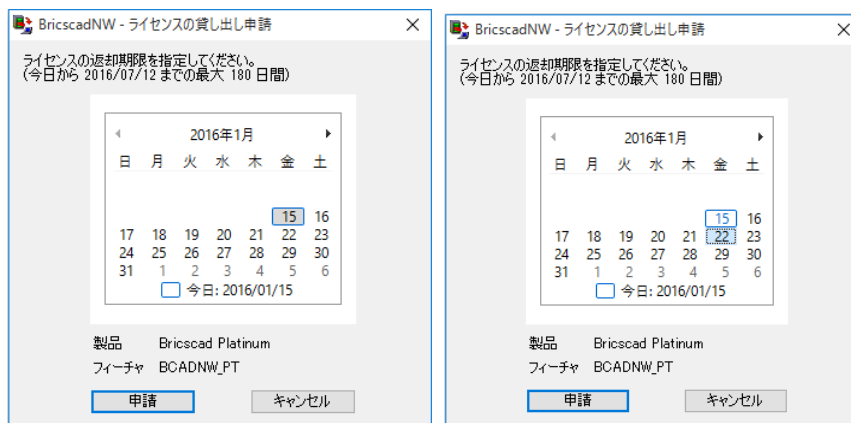 BricscadNW - ライセンスの貸し出し申請
ライセンスの返却期限を指定してください。
(今日から 2016/07/12 までの最大 180 日間)
2016年1月
日 月 火 水 木 金 土
15 16
17 18 19 20 21 22 23
24 25 26 27 28 29 30
31 1 2 3 4 5 6
今日: 2016/01/15
製品 Bricscad Platinum
フィーチャ BCADNW_PT
申請 キャンセル
BricscadNW - ライセンスの貸し出し申請
ライセンスの返却期限を指定してください。
(今日から 2016/07/12 までの最大 180 日間)
2016年1月
日 月 火 水 木 金 土
15 16
17 18 19 20 21 22 23
24 25 26 27 28 29 30
31 1 2 3 4 5 6
今日: 2016/01/15
製品 Bricscad Platinum
フィーチャ BCADNW_PT
申請 キャンセル